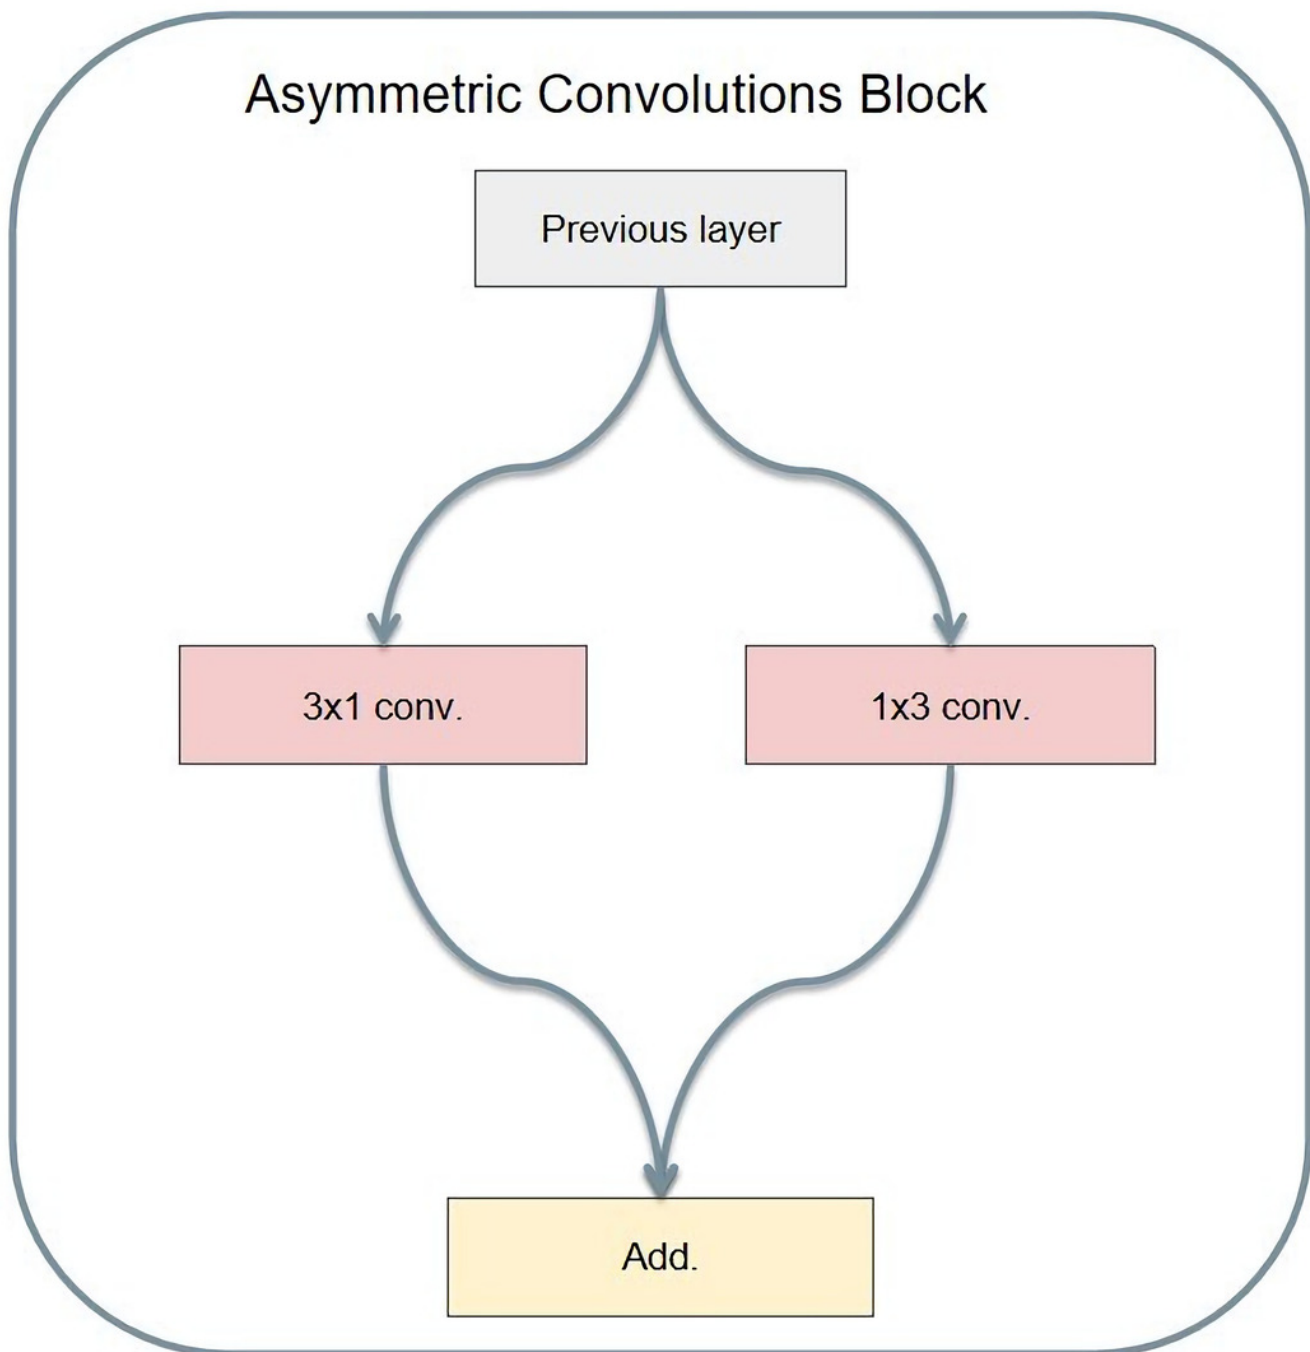 Asymmetric Convolutions Block
Previous layer
3x1 conv.
1x3 conv.
Add.